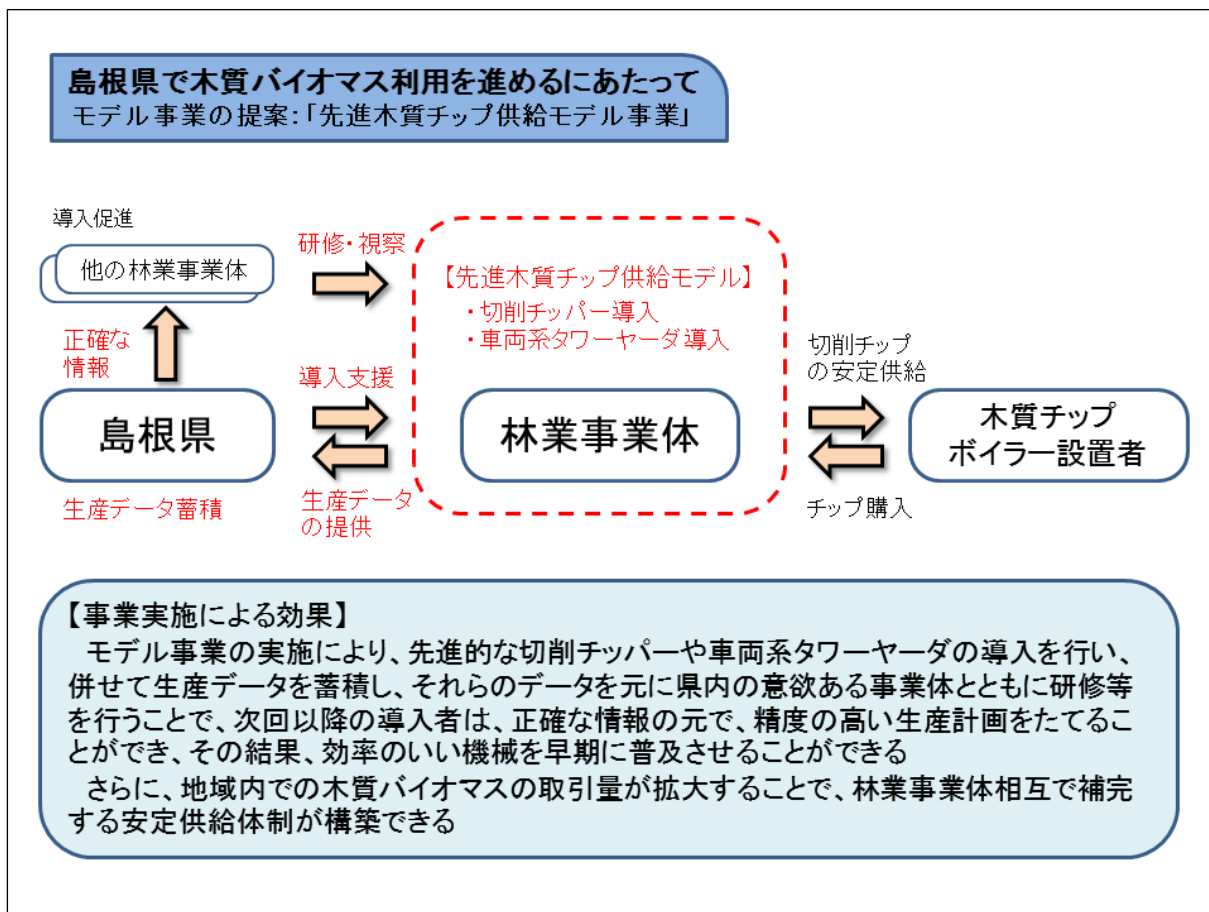 島根県で木質バイオマス利用を進めるにあたって
モデル事業の提案:「先進木質チップ供給モデル事業」
導入促進
他の林業事業体
研修・視察
正確な
情報
島根県
生産データ蓄積
導入支援
生産データ
の提供
【先進木質チップ供給モデル】
・切削チッパー導入
・車両系タワーヤーダ導入
林業事業体
切削チップ
の安定供給
チップ購入
木質チップ
ボイラー設置者
【事業実施による効果】
モデル事業の実施により、先進的な切削チッパーや車両系タワーヤーダの導入を行い、
併せて生産データを蓄積し、それらのデータを元に県内の意欲ある事業体とともに研修等
を行うことで、次回以降の導入者は、正確な情報の元で、精度の高い生産計画をたてるこ
とができ、その結果、効率のいい機械を早期に普及させることができる
さらに、地域内での木質バイオマスの取引量が拡大することで、林業事業体相互で補完
する安定供給体制が構築できる